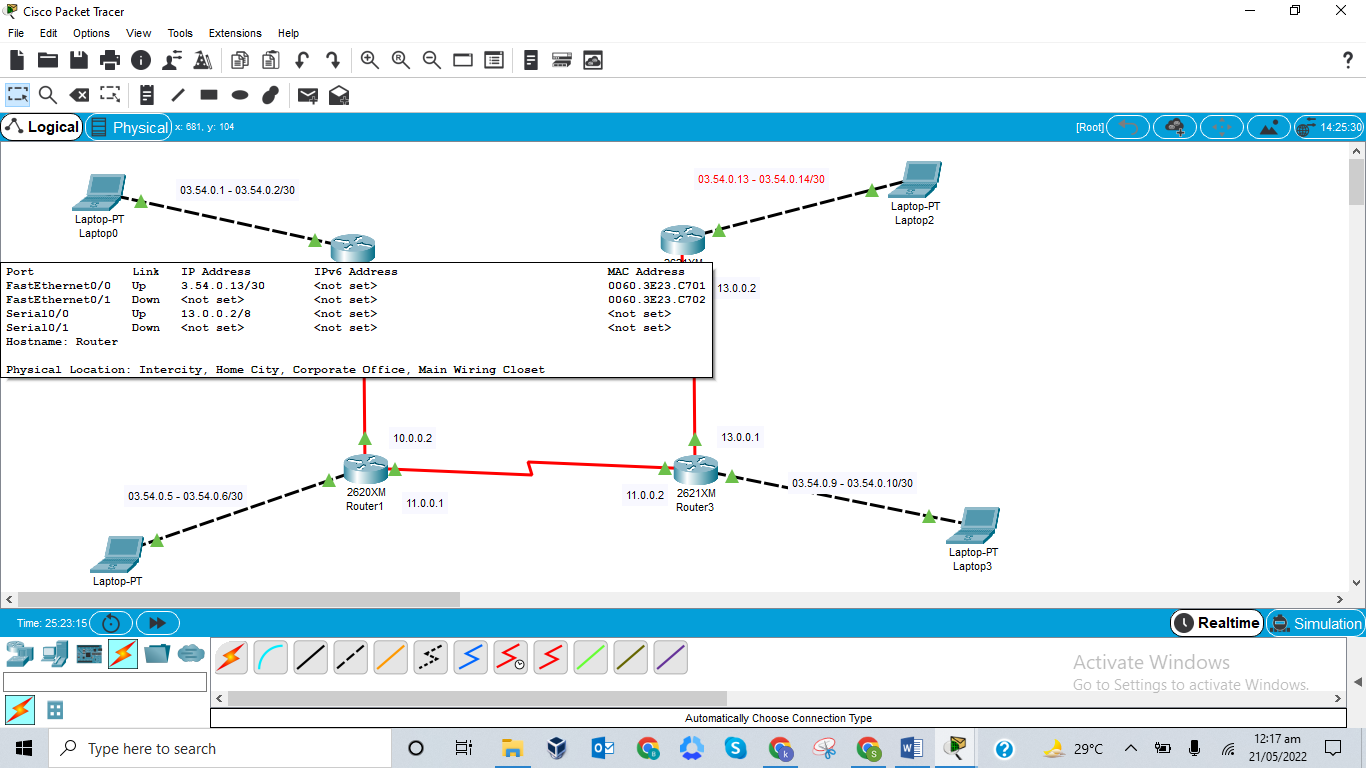 Cisco Packet Tracer
File Edit Options View Tools Extensions Help
Logical Physical x: 681, y: 104 [Root] 14:25:30
03.54.0.1 - 03.54.0.2/30
Laptop-PT
Laptop0
03.54.0.13 - 03.54.0.14/30
Laptop-PT
Laptop2
2621XM
13.0.0.2
Port Link IP Address IPv6 Address MAC Address
FastEthernet0/0 Up 3.54.0.13/30 <not set> 0060.3E23.C701
FastEthernet0/1 Down <not set> <not set> 0060.3E23.C702
Serial0/0 Up 13.0.0.2/8 <not set> <not set>
Serial0/1 Down <not set> <not set> <not set>
Hostname: Router
Physical Location: Intercity, Home City, Corporate Office, Main Wiring Closet
10.0.0.2
13.0.0.1
2620XM
Router1
11.0.0.1
11.0.0.2
2621XM
Router3
03.54.0.5 - 03.54.0.6/30
03.54.0.9 - 03.54.0.10/30
Laptop-PT
Laptop-PT
Laptop3
Time: 25:23:15 Realtime Simulation
Activate Windows
Go to Settings to activate Windows.
Automatically Choose Connection Type
Type here to search
29°C
12:17 am
21/05/2022